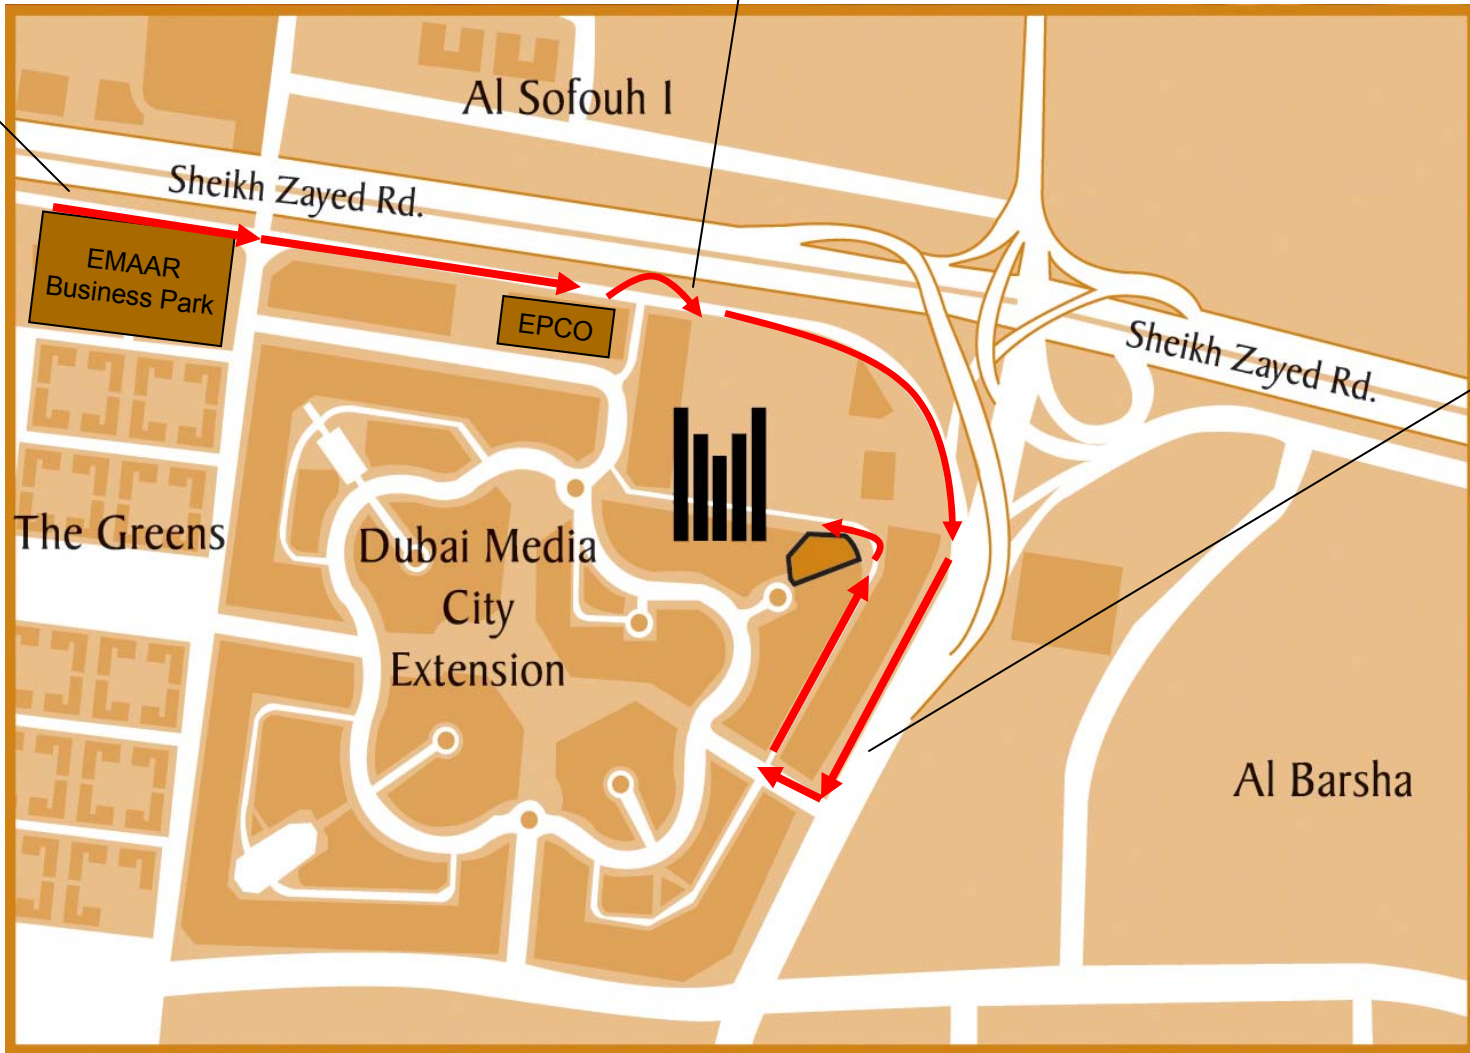 Al Sofouh I
Sheikh Zayed Rd.
EMAAR
Business Park
EPCO
Sheikh Zayed Rd.
The Greens
Dubai Media
City
Extension
Al Barsha